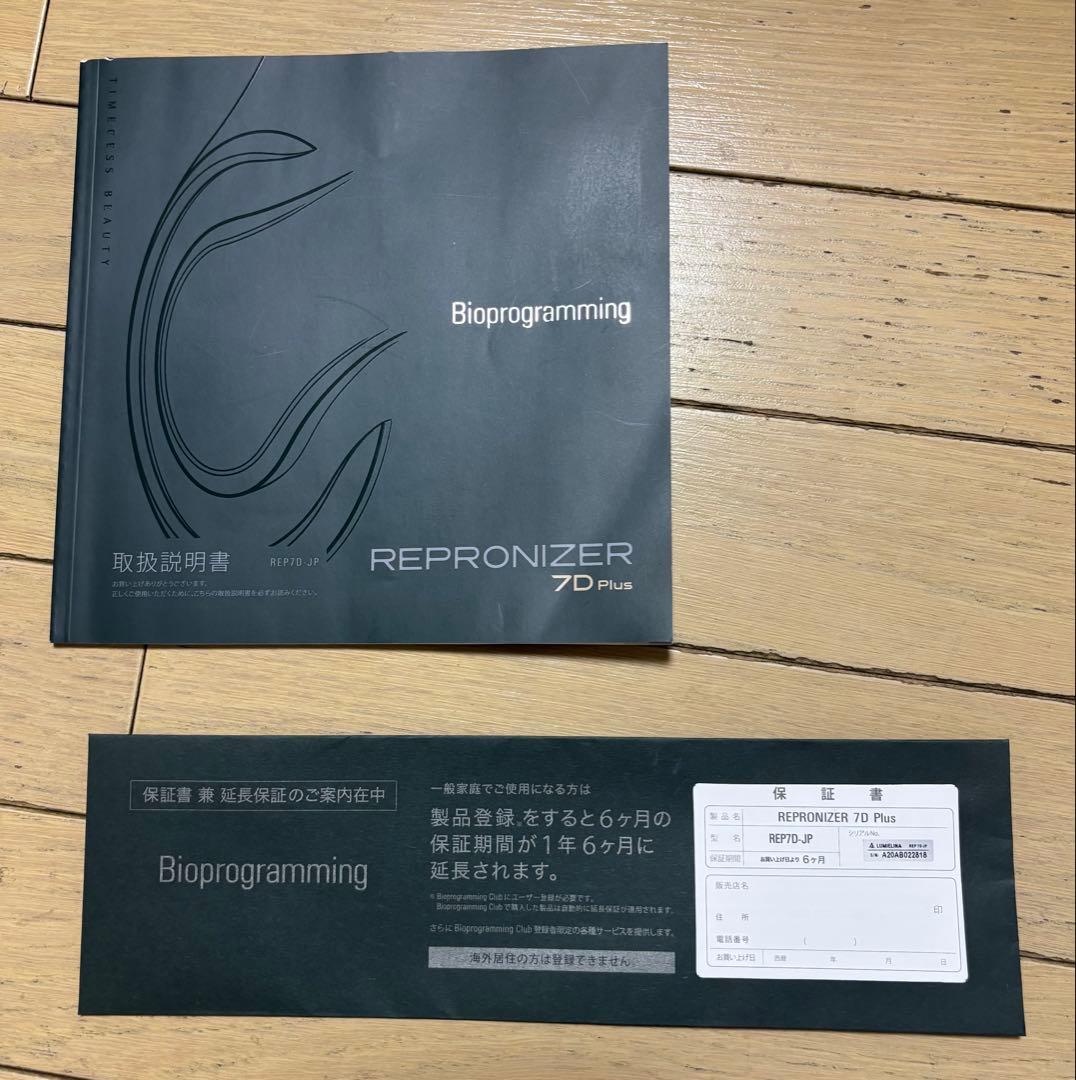 TIMELESS BEAUTY
Bioprogramming
取扱説明書 REP7D-JP
お買い上げありがとうございます。
正しくご使用いただくために、こちらの取扱説明書を必ずお読みください。
REPRONIZER
7D Plus
保証書 兼 延長保証のご案内在中
Bioprogramming
一般家庭でご使用になる方は
製品登録※をすると6ヶ月の
保証期間が1年6ヶ月に
延長されます。
※ Bioprogramming Clubにユーザー登録が必要です。
Bioprogramming Clubで購入した製品は自動的に延長保証が適用されます。
さらにBioprogramming Club登録者限定の各種サービスを提供します。
海外居住の方は登録できません。
保証書
製品名 REPRONIZER 7D Plus
型名 REP7D-JP シリアルNo.
LUMIELINA REP7D-JP
S/N: A20AB022818
保証期間 お買い上げ日より 6ヶ月
販売店名
住所 印
電話番号 ( )
お買い上げ日 西暦 年 月 日